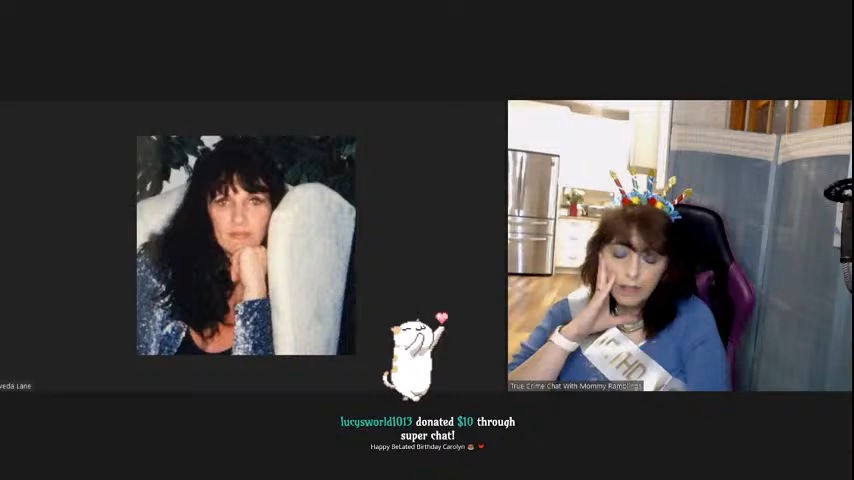 veda Lane
True Crime Chat With Mommy Ramblings
lucysworld1013 donated $10 through
super chat!
Happy BeLated Birthday Carolyn